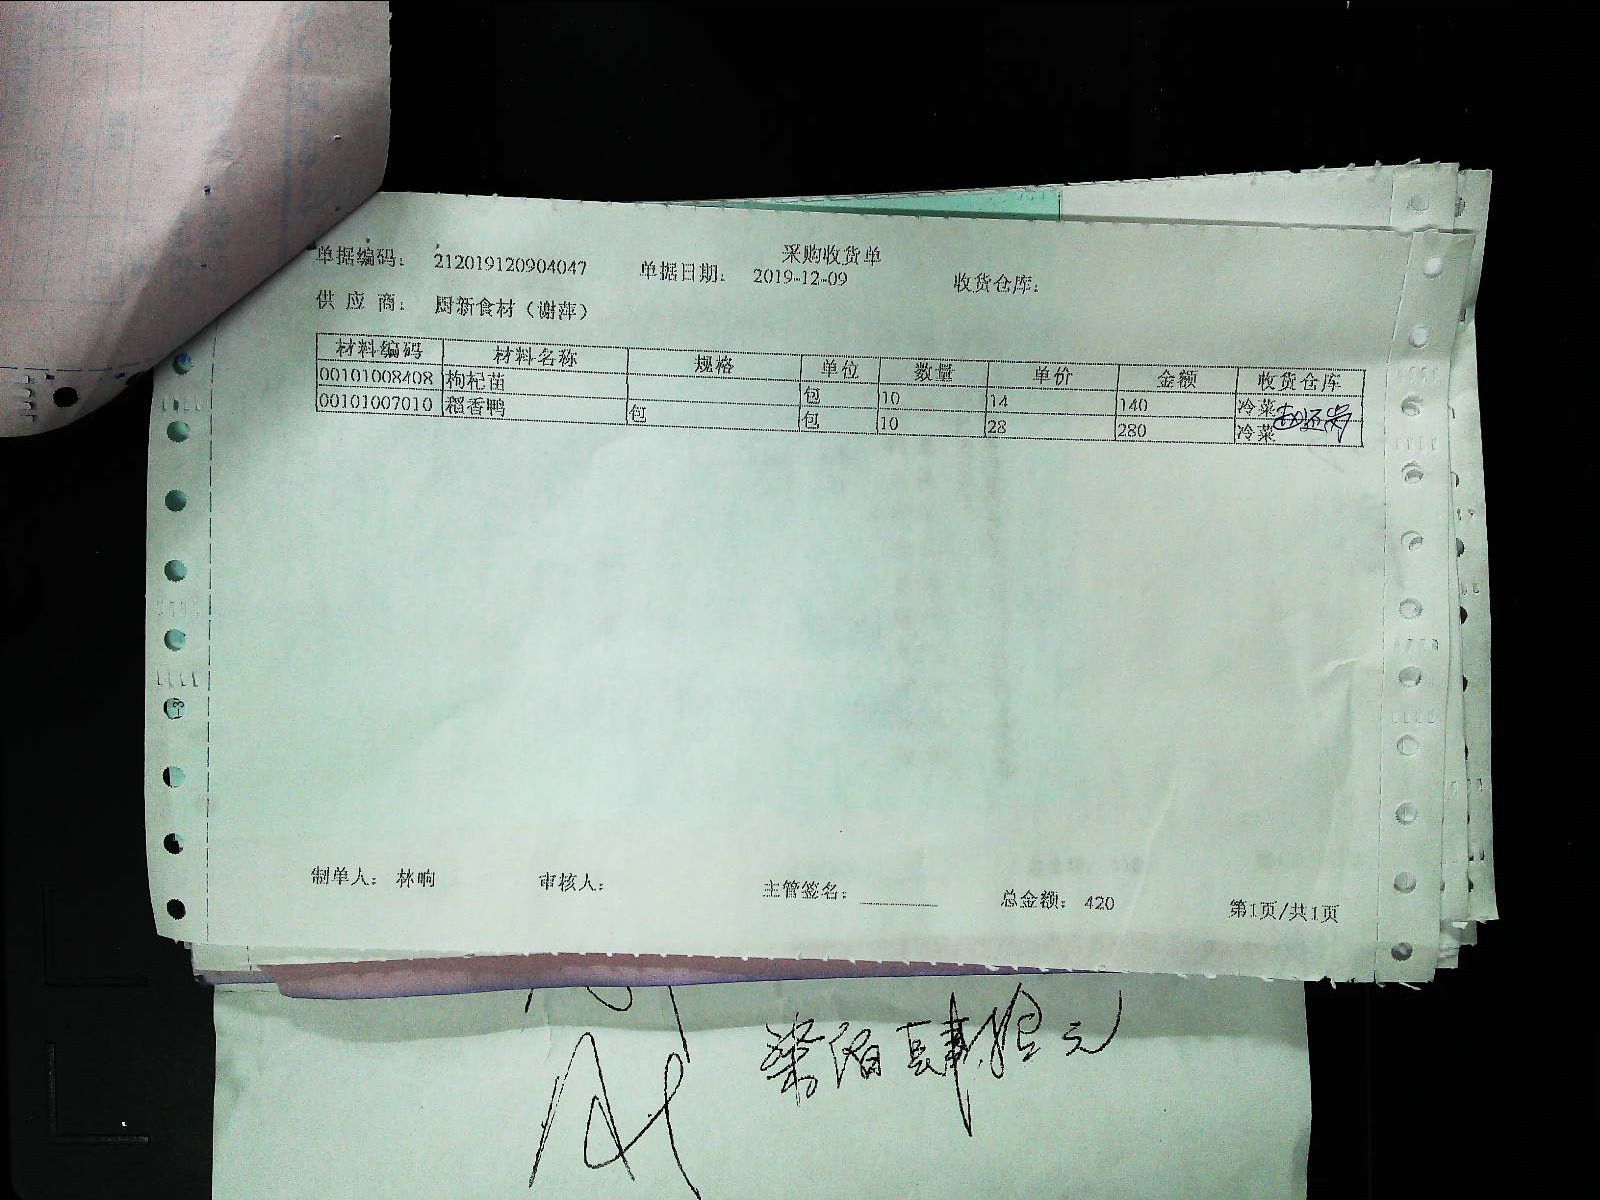 采购收货单
单据编码： 212019120904047 单据日期： 2019-12-09 收货仓库：
供 应 商： 厨新食材（谢萍）
材料编码 材料名称 规格 单位 数量 单价 金额 收货仓库
00101008408 枸杞苗 包 10 14 140 冷菜
00101007010 稻香鸭 包 包 10 28 280 冷菜
制单人： 林响 审核人： 主管签名： 总金额： 420 第1页/共1页
柒佰肆拾元